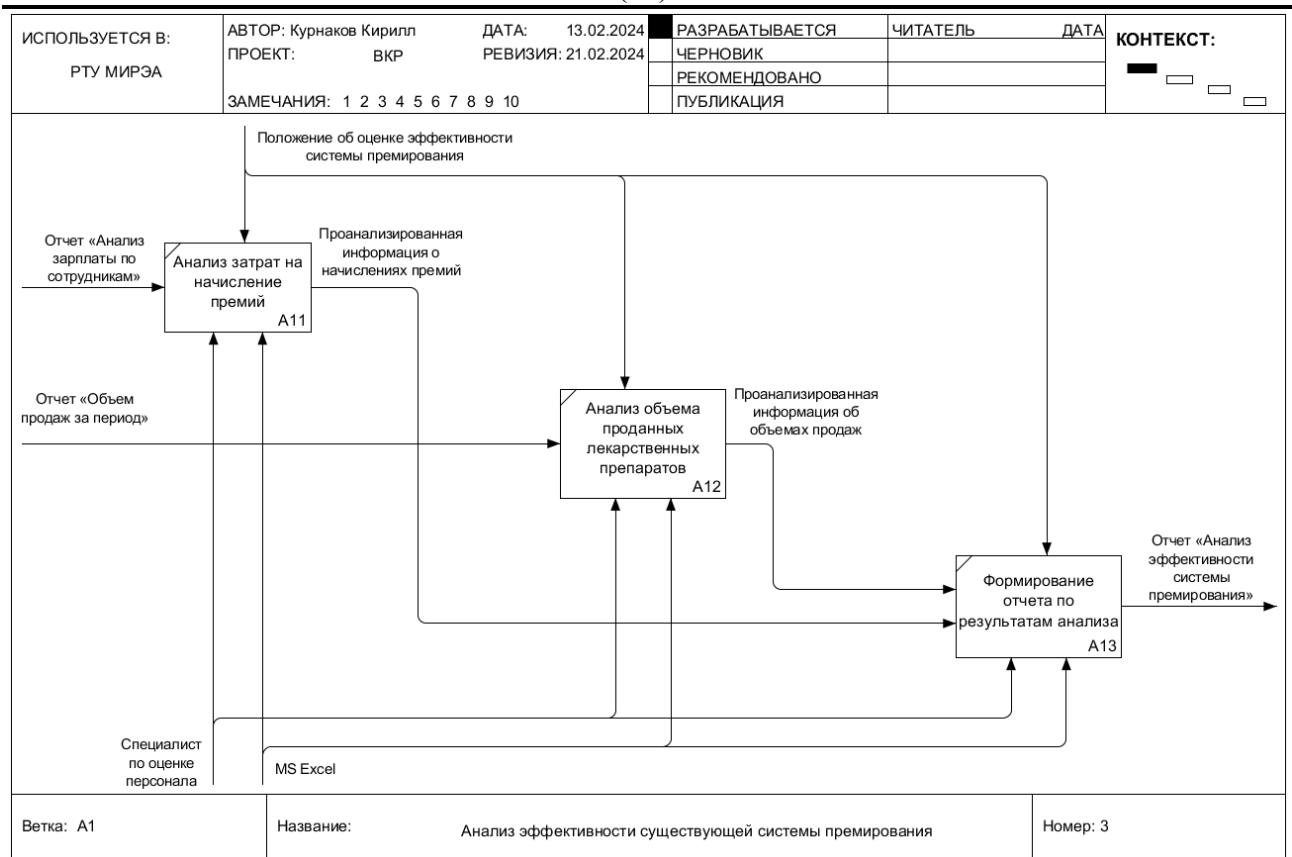 ИСПОЛЬЗУЕТСЯ В:
РТУ МИРЭА
АВТОР: Курнаков Кирилл
ДАТА: 13.02.2024
ПРОЕКТ: ВКР
РЕВИЗИЯ: 21.02.2024
ЗАМЕЧАНИЯ: 1 2 3 4 5 6 7 8 9 10
РАЗРАБАТЫВАЕТСЯ
ЧЕРНОВИК
РЕКОМЕНДОВАНО
ПУБЛИКАЦИЯ
ЧИТАТЕЛЬ
ДАТА
КОНТЕКСТ:
Положение об оценке эффективности
системы премирования
Отчет «Анализ
зарплаты по
сотрудникам»
Анализ затрат на
начисление
премий
A11
Проанализированная
информация о
начислениях премий
Отчет «Объем
продаж за период»
Анализ объема
проданных
лекарственных
препаратов
A12
Проанализированная
информация об
объемах продаж
Формирование
отчета по
результатам анализа
A13
Отчет «Анализ
эффективности
системы
премирования»
Специалист
по оценке
персонала
MS Excel
Ветка: A1
Название: Анализ эффективности существующей системы премирования
Номер: 3